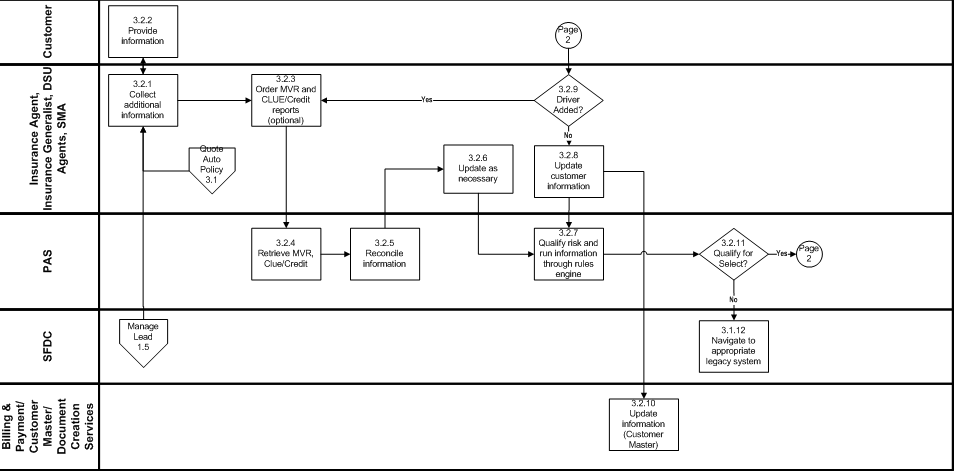 Customer
3.2.2
Provide
information
Page
2
Insurance Agent,
Insurance Generalist, DSU
Agents, SMA
3.2.1
Collect
additional
information
3.2.3
Order MVR and
CLUE/Credit
reports
(optional)
Yes
3.2.9
Driver
Added?
No
Quote
Auto
Policy
3.1
3.2.6
Update as
necessary
3.2.8
Update
customer
information
PAS
3.2.4
Retrieve MVR,
Clue/Credit
3.2.5
Reconcile
information
3.2.7
Qualify risk and
run information
through rules
engine
3.2.11
Qualify for
Select?
Yes
Page
2
No
SFDC
Manage
Lead
1.5
3.1.12
Navigate to
appropriate
legacy system
Billing &
Payment/
Customer
Master/
Document
Creation
Services
3.2.10
Update
information
(Customer
Master)